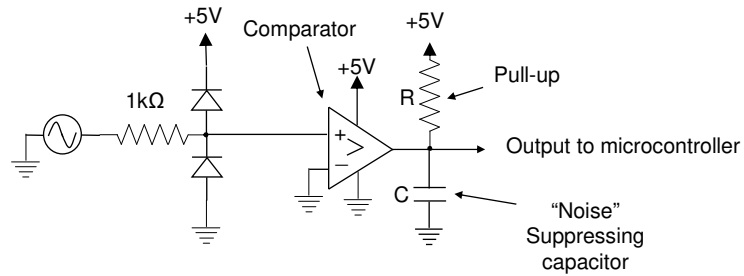 +5V
Comparator
+5V
+5V
Pull-up
1kΩ
R
+
>
−
Output to microcontroller
C
“Noise”
Suppressing
capacitor